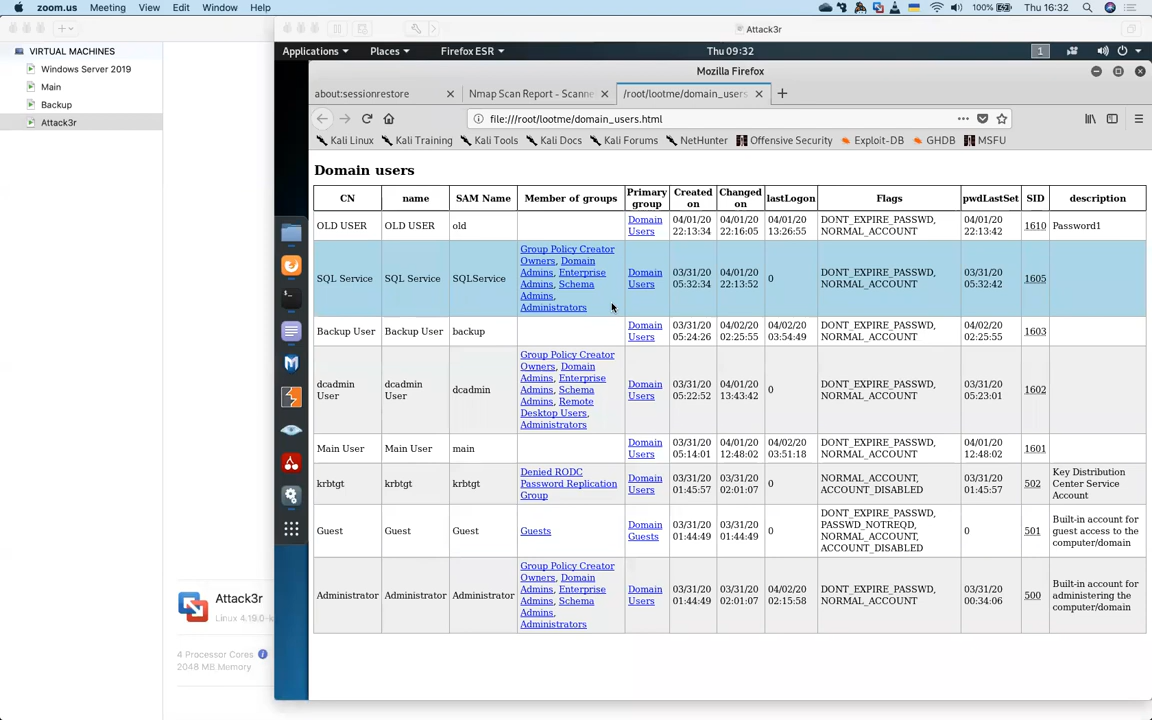 zoom.us Meeting View Edit Window Help 100% Thu 16:32
Attack3r
VIRTUAL MACHINES
Windows Server 2019
Main
Backup
Attack3r
Attack3r
Linux 4.19.0-k
4 Processor Cores
2048 MB Memory
Applications Places Firefox ESR Thu 09:32 1
Mozilla Firefox
about:sessionrestore Nmap Scan Report - Scanne /root/lootme/domain_users.
file:///root/lootme/domain_users.html
Kali Linux Kali Training Kali Tools Kali Docs Kali Forums NetHunter Offensive Security Exploit-DB GHDB MSFU
Domain users
CN name SAM Name Member of groups Primary group Created on Changed on lastLogon Flags pwdLastSet SID description
OLD USER OLD USER old Domain Users 04/01/20 22:13:34 04/01/20 22:16:05 04/01/20 13:26:55 DONT_EXPIRE_PASSWD, NORMAL_ACCOUNT 04/01/20 22:13:42 1610 Password1
SQL Service SQL Service SQLService Group Policy Creator Owners, Domain Admins, Enterprise Admins, Schema Admins, Administrators Domain Users 03/31/20 05:32:34 04/01/20 22:13:52 0 DONT_EXPIRE_PASSWD, NORMAL_ACCOUNT 03/31/20 05:32:42 1605
Backup User Backup User backup Domain Users 03/31/20 05:24:26 04/02/20 02:25:55 04/02/20 03:54:49 DONT_EXPIRE_PASSWD, NORMAL_ACCOUNT 04/02/20 02:25:55 1603
dcadmin User dcadmin User dcadmin Group Policy Creator Owners, Domain Admins, Enterprise Admins, Schema Admins, Remote Desktop Users, Administrators Domain Users 03/31/20 05:22:52 04/01/20 13:43:42 0 DONT_EXPIRE_PASSWD, NORMAL_ACCOUNT 03/31/20 05:23:01 1602
Main User Main User main Domain Users 03/31/20 05:14:01 04/01/20 12:48:02 04/02/20 03:51:18 DONT_EXPIRE_PASSWD, NORMAL_ACCOUNT 04/01/20 12:48:02 1601
krbtgt krbtgt krbtgt Denied RODC Password Replication Group Domain Users 03/31/20 01:45:57 03/31/20 02:01:07 0 NORMAL_ACCOUNT, ACCOUNT_DISABLED 03/31/20 01:45:57 502 Key Distribution Center Service Account
Guest Guest Guest Guests Domain Guests 03/31/20 01:44:49 03/31/20 01:44:49 0 DONT_EXPIRE_PASSWD, PASSWD_NOTREQD, NORMAL_ACCOUNT, ACCOUNT_DISABLED 0 501 Built-in account for guest access to the computer/domain
Administrator Administrator Administrator Group Policy Creator Owners, Domain Admins, Enterprise Admins, Schema Admins, Administrators Domain Users 03/31/20 01:44:49 03/31/20 02:01:07 04/02/20 02:15:58 DONT_EXPIRE_PASSWD, NORMAL_ACCOUNT 03/31/20 00:34:06 500 Built-in account for administering the computer/domain